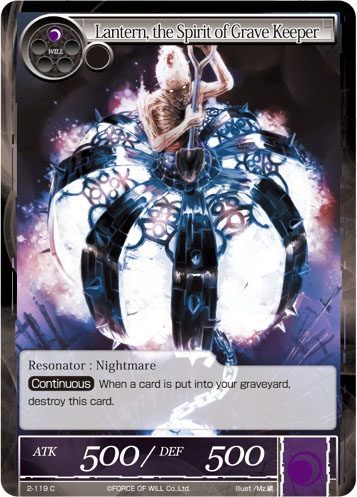 Lantern, the Spirit of Grave Keeper
WILL
Resonator : Nightmare
Continuous When a card is put into your graveyard,
destroy this card.
ATK 500 / DEF 500
2-119 C ©FORCE OF WILL Co.,Ltd. Illust /Mz.